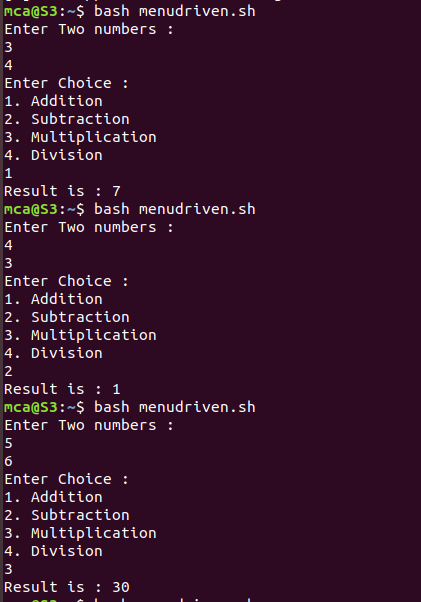 mca@S3:~$ bash menudriven.sh
Enter Two numbers :
3
4
Enter Choice :
1. Addition
2. Subtraction
3. Multiplication
4. Division
1
Result is : 7
mca@S3:~$ bash menudriven.sh
Enter Two numbers :
4
3
Enter Choice :
1. Addition
2. Subtraction
3. Multiplication
4. Division
2
Result is : 1
mca@S3:~$ bash menudriven.sh
Enter Two numbers :
5
6
Enter Choice :
1. Addition
2. Subtraction
3. Multiplication
4. Division
3
Result is : 30